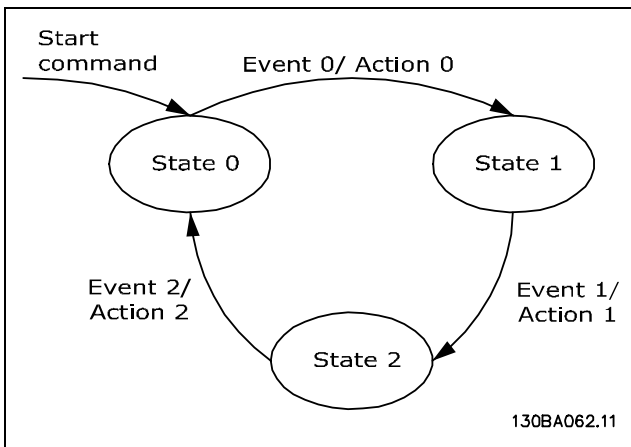 Start
command
Event 0/ Action 0
State 0
State 1
Event 2/
Action 2
Event 1/
Action 1
State 2
130BA062.11